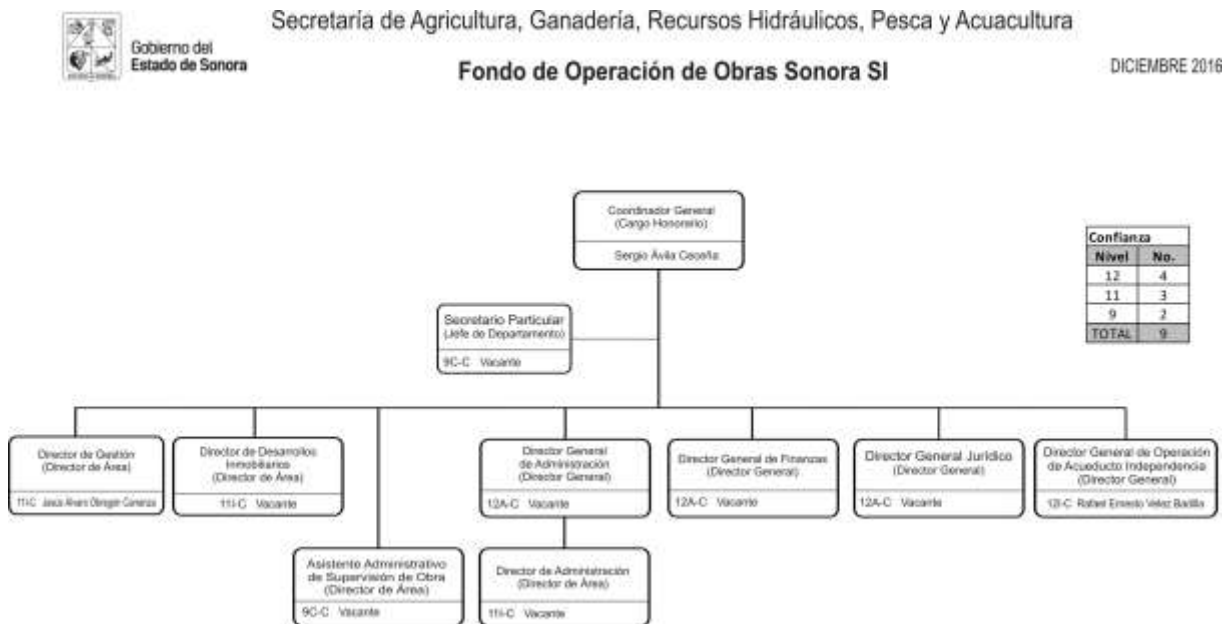 Secretaría de Agricultura, Ganadería, Recursos Hidráulicos, Pesca y Acuacultura
Gobierno del
Estado de Sonora
Fondo de Operación de Obras Sonora SI
DICIEMBRE 2016
Coordinador General
(Cargo Honorario)
Sergio Ávila Ceceña
Confianza
Nivel No.
12 4
11 3
9 2
TOTAL 9
Secretario Particular
(Jefe de Departamento)
9C-C Vacante
Director de Gestión
(Director de Área)
11I-C Jesús Alvaro Obregón
Director de Desarrollos
Inmobiliarios
(Director de Área)
11I-C Vacante
Director General
de Administración
(Director General)
12A-C Vacante
Director General de Finanzas
(Director General)
12A-C Vacante
Director General Jurídico
(Director General)
12A-C Vacante
Director General de Operación
de Acueducto Independencia
(Director General)
12I-C Rafael Ernesto Velez Badilla
Asistente Administrativo
de Supervisión de Obra
(Director de Área)
9C-C Vacante
Director de Administración
(Director de Área)
11I-C Vacante